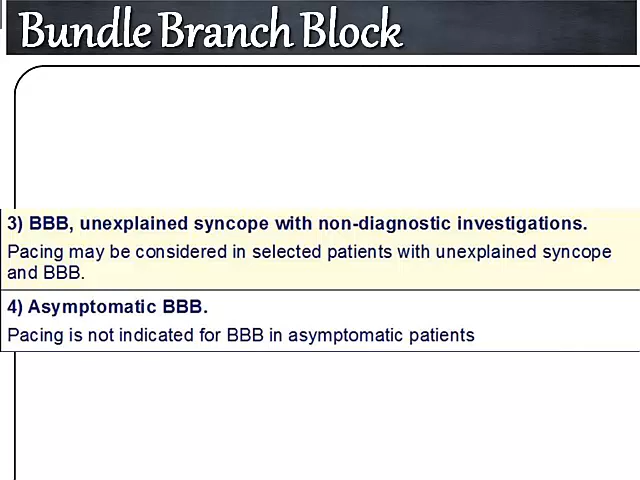 Bundle Branch Block
3) BBB, unexplained syncope with non-diagnostic investigations.
Pacing may be considered in selected patients with unexplained syncope
and BBB.
4) Asymptomatic BBB.
Pacing is not indicated for BBB in asymptomatic patients